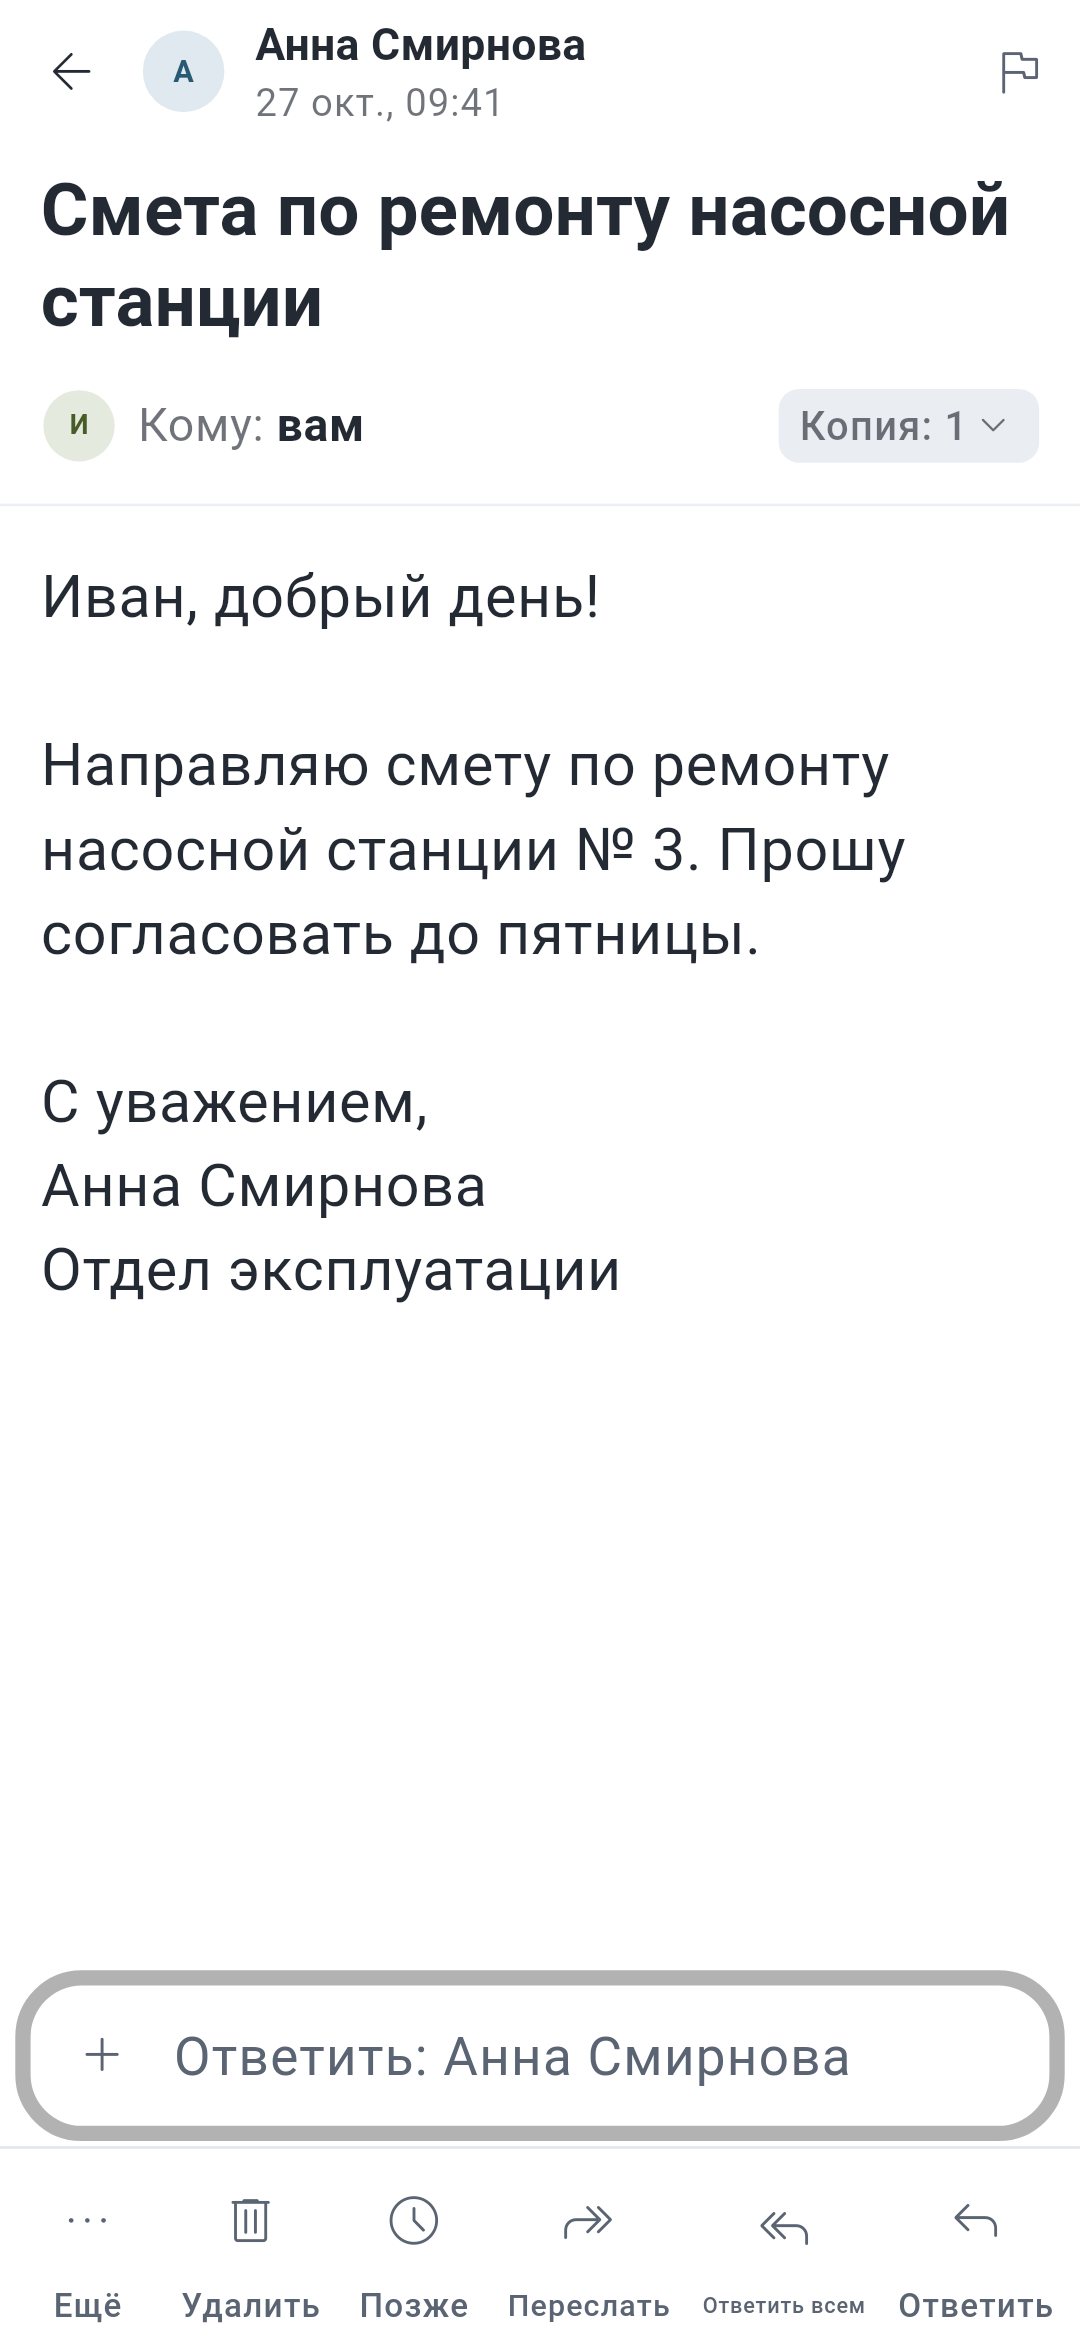 А
Анна Смирнова
27 окт., 09:41
Смета по ремонту насосной
станции
И
Кому: вам
Копия: 1
Иван, добрый день!
Направляю смету по ремонту
насосной станции № 3. Прошу
согласовать до пятницы.
С уважением,
Анна Смирнова
Отдел эксплуатации
Ответить: Анна Смирнова
Ещё
Удалить
Позже
Переслать
Ответить всем
Ответить